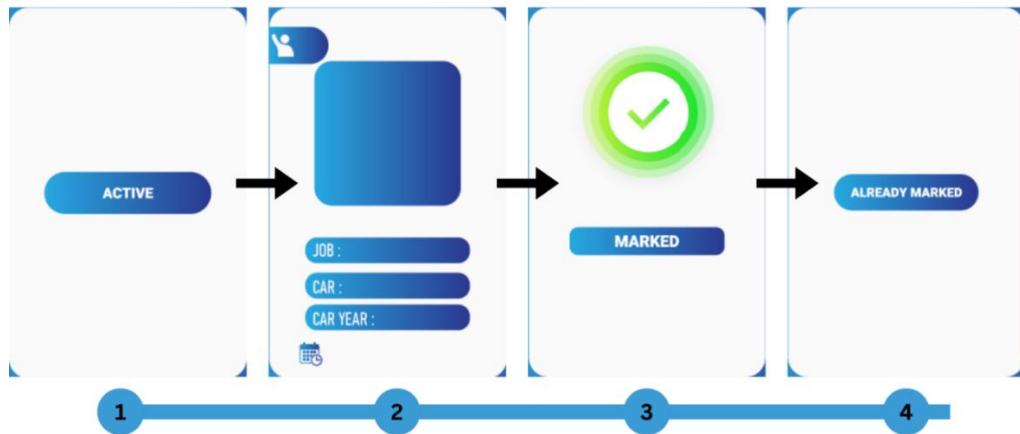 ACTIVE
JOB :
CAR :
CAR YEAR :
MARKED
ALREADY MARKED
1
2
3
4